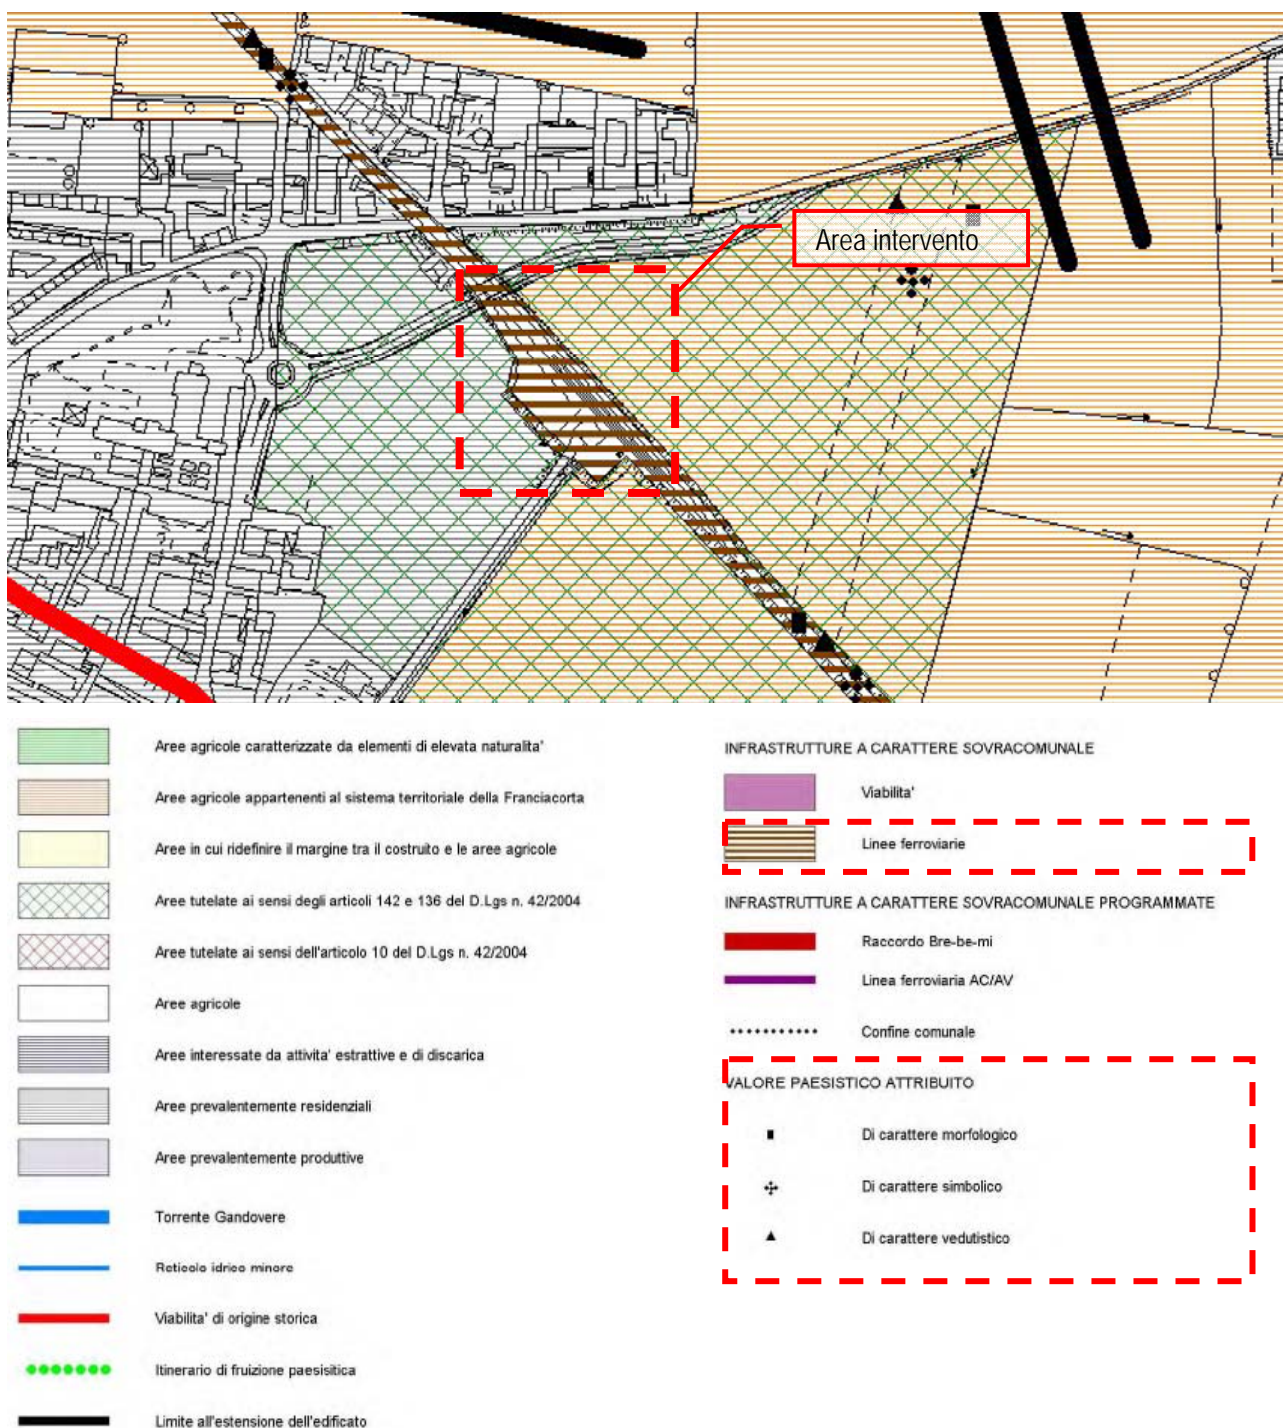 Area intervento
Aree agricole caratterizzate da elementi di elevata naturalita'
Aree agricole appartenenti al sistema territoriale della Franciacorta
Aree in cui ridefinire il margine tra il costruito e le aree agricole
Aree tutelate ai sensi degli articoli 142 e 136 del D.Lgs n. 42/2004
Aree tutelate ai sensi dell'articolo 10 del D.Lgs n. 42/2004
Aree agricole
Aree interessate da attivita' estrattive e di discarica
Aree prevalentemente residenziali
Aree prevalentemente produttive
Torrente Gandovere
Reticolo idrico minore
Viabilita' di origine storica
Itinerario di fruizione paesisitica
Limite all'estensione dell'edificato
INFRASTRUTTURE A CARATTERE SOVRACOMUNALE
Viabilita'
Linee ferroviarie
INFRASTRUTTURE A CARATTERE SOVRACOMUNALE PROGRAMMATE
Raccordo Bre-be-mi
Linea ferroviaria AC/AV
Confine comunale
VALORE PAESISTICO ATTRIBUITO
Di carattere morfologico
Di carattere simbolico
Di carattere vedutistico